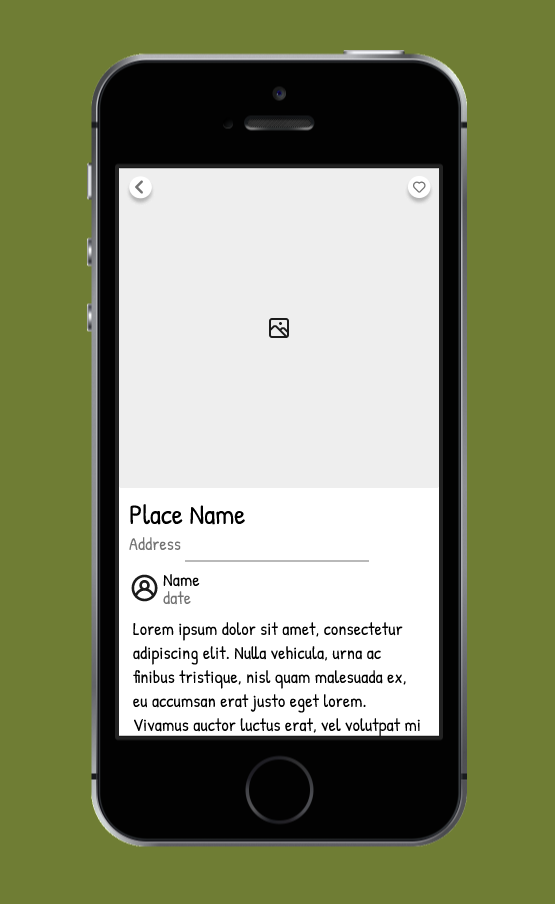 Place Name
Address
Name
date
Lorem ipsum dolor sit amet, consectetur
adipiscing elit. Nulla vehicula, urna ac
finibus tristique, nisl quam malesuada ex,
eu accumsan erat justo eget lorem.
Vivamus auctor luctus erat, vel volutpat mi